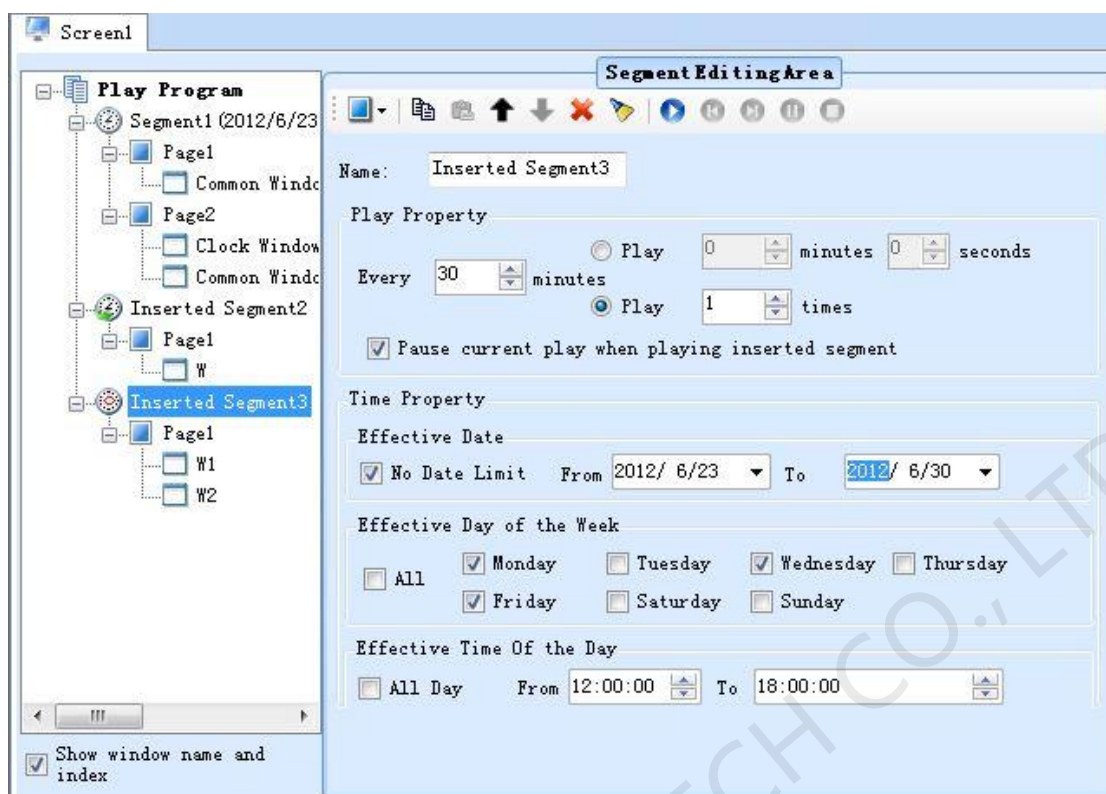 Screen1
Play Program
Segment1 (2012/6/23
Page1
Common Windo
Page2
Clock Window
Common Windo
Inserted Segment2
Page1
W
Inserted Segment3
Page1
W1
W2
Show window name and
index
SegmentEditingArea
Name: Inserted Segment3
Play Property
Play 0 minutes 0 seconds
Every 30 minutes
Play 1 times
Pause current play when playing inserted segment
Time Property
Effective Date
No Date Limit From 2012/ 6/23 To 2012/ 6/30
Effective Day of the Week
All
Monday Tuesday Wednesday Thursday
Friday Saturday Sunday
Effective Time Of the Day
All Day From 12:00:00 To 18:00:00
TECH CO., LTD